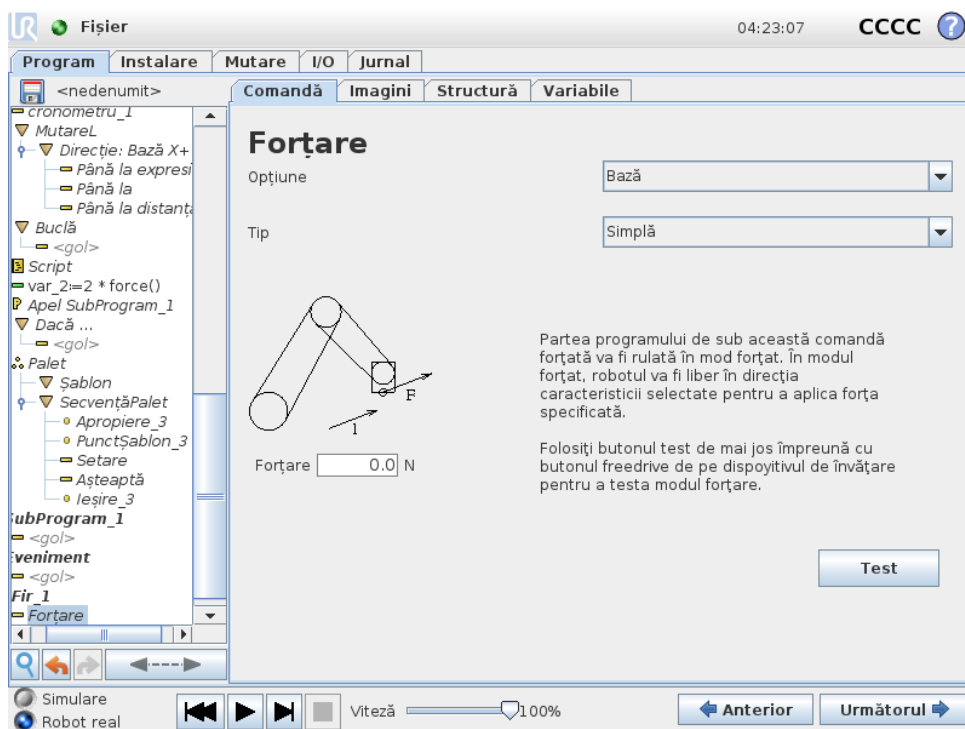 UR Fișier 04:23:07 CCCC ?
Program Instalare Mutare I/O Jurnal
<nedenumit>
Comandă Imagini Structură Variabile
cronometru_1
MutareL
Direcție: Bază X+
Până la expresi
Până la
Până la distanț
Buclă
<gol>
Script
var_2:=2 * force()
Apel SubProgram_1
Dacă ...
<gol>
Palet
Șablon
SecvențăPalet
Apropiere_3
PunctȘablon_3
Setare
Așteaptă
Ieșire_3
SubProgram_1
<gol>
Eveniment
<gol>
Fir_1
Forțare
Forțare
Opțiune Bază
Tip Simplă
F
1
Forțare 0.0 N
Partea programului de sub această comandă
forțată va fi rulată în mod forțat. În modul
forțat, robotul va fi liber în direcția
caracteristicii selectate pentru a aplica forța
specificată.
Folosiți butonul test de mai jos împreună cu
butonul freedrive de pe dispoyitivul de învățare
pentru a testa modul forțare.
Test
Simulare
Robot real
Viteză 100%
Anterior Următorul